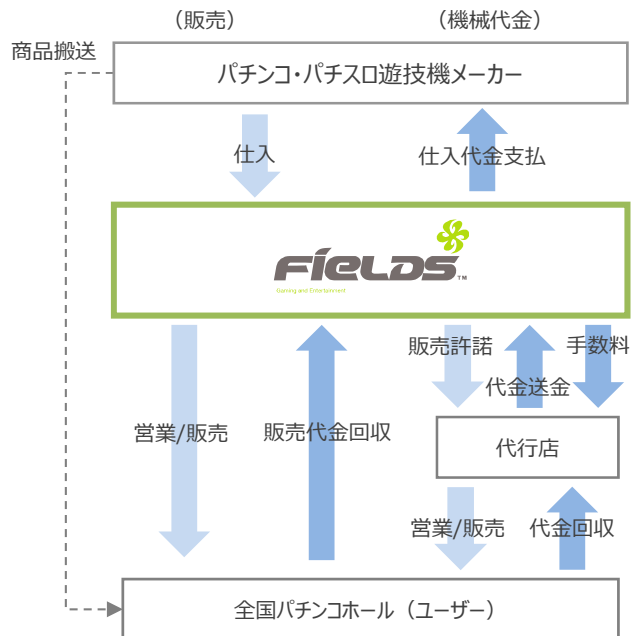 （販売）
（機械代金）
商品搬送
パチンコ・パチスロ遊技機メーカー
仕入
仕入代金支払
FIELDS™
Gaming and Entertainment
販売許諾
手数料
代金送金
営業/販売
販売代金回収
代行店
営業/販売
代金回収
全国パチンコホール（ユーザー）